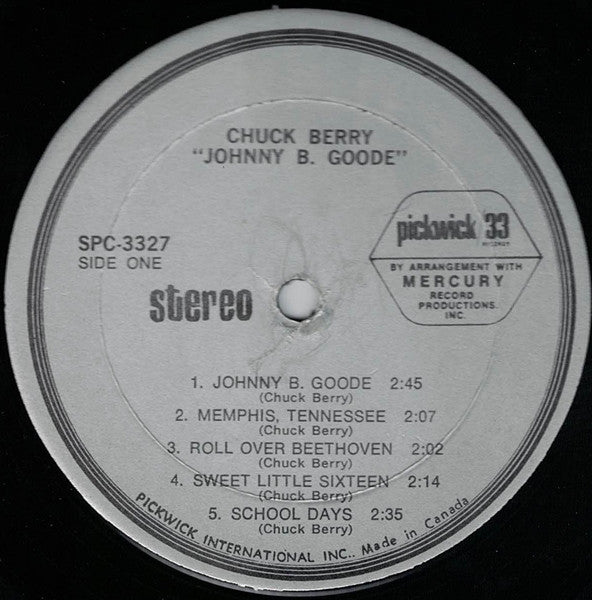 CHUCK BERRY
"JOHNNY B. GOODE"
SPC-3327
SIDE ONE
stereo
pickwick 33
RECORDS
BY ARRANGEMENT WITH
MERCURY
RECORD
PRODUCTIONS.
INC.
1. JOHNNY B. GOODE 2:45
(Chuck Berry)
2. MEMPHIS, TENNESSEE 2:07
(Chuck Berry)
3. ROLL OVER BEETHOVEN 2:02
(Chuck Berry)
4. SWEET LITTLE SIXTEEN 2:14
(Chuck Berry)
5. SCHOOL DAYS 2:35
(Chuck Berry)
PICKWICK INTERNATIONAL INC.. Made in Canada